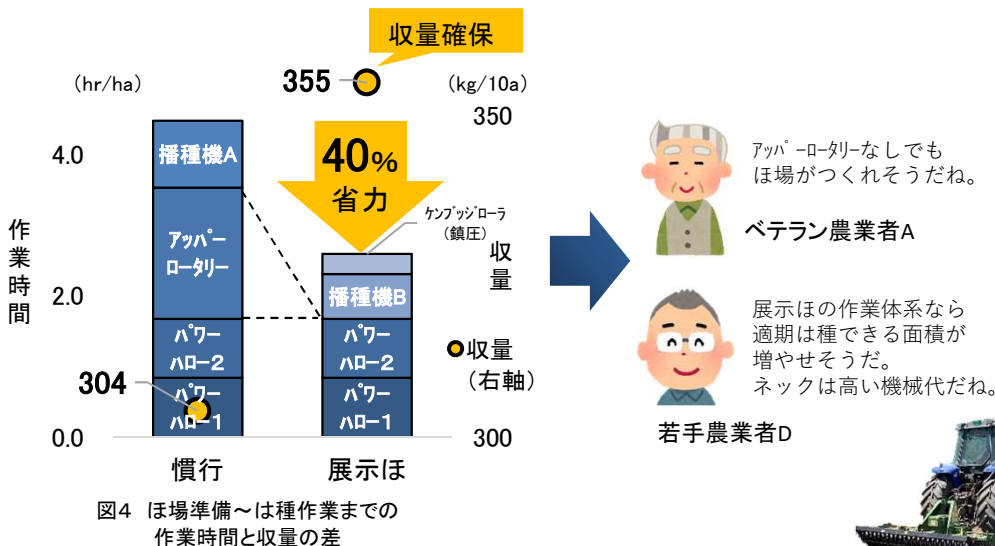 収量確保
355
(hr/ha)
(kg/10a)
350
4.0
播種機A
40%
省力
ｹﾝﾌﾞｯｼﾞﾛｰﾗ
(鎮圧)
作業時間
アッパー
ロータリー
収量
2.0
播種機B
パワー
ハロー2
パワー
ハロー2
収量
(右軸)
304
パワー
ハロー1
パワー
ハロー1
0.0
300
慣行
展示ほ
図4 ほ場準備～は種作業までの
作業時間と収量の差
ｱｯﾊﾟｰﾛｰﾀﾘｰなしでも
ほ場がつくれそうだね。
ベテラン農業者A
展示ほの作業体系なら
適期は種できる面積が
増やせそうだ。
ネックは高い機械代だね。
若手農業者D